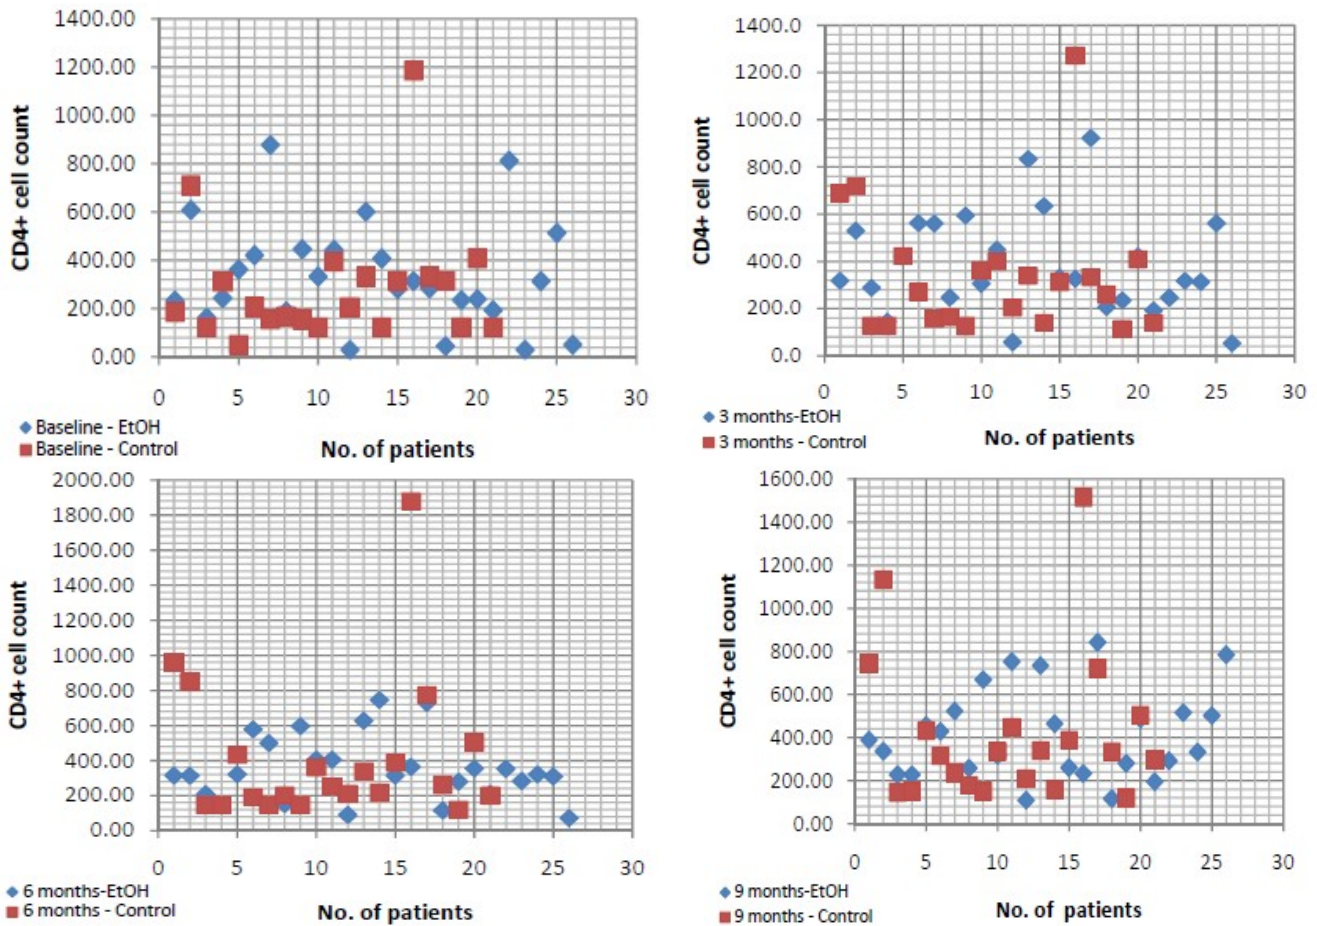 1400.00
1200.00
1000.00
800.00
600.00
400.00
200.00
0.00
CD4+ cell count
0 5 10 15 20 25 30
Baseline - EtOH
Baseline - Control
No. of patients
1400.0
1200.0
1000.0
800.0
600.0
400.0
200.0
0.0
CD4+ cell count
0 5 10 15 20 25 30
3 months-EtOH
3 months - Control
No. of patients
2000.00
1800.00
1600.00
1400.00
1200.00
1000.00
800.00
600.00
400.00
200.00
0.00
CD4+ cell count
0 5 10 15 20 25 30
6 months-EtOH
6 months - Control
No. of patients
1600.00
1400.00
1200.00
1000.00
800.00
600.00
400.00
200.00
0.00
CD4+ cell count
0 5 10 15 20 25 30
9 months-EtOH
9 months - Control
No. of patients